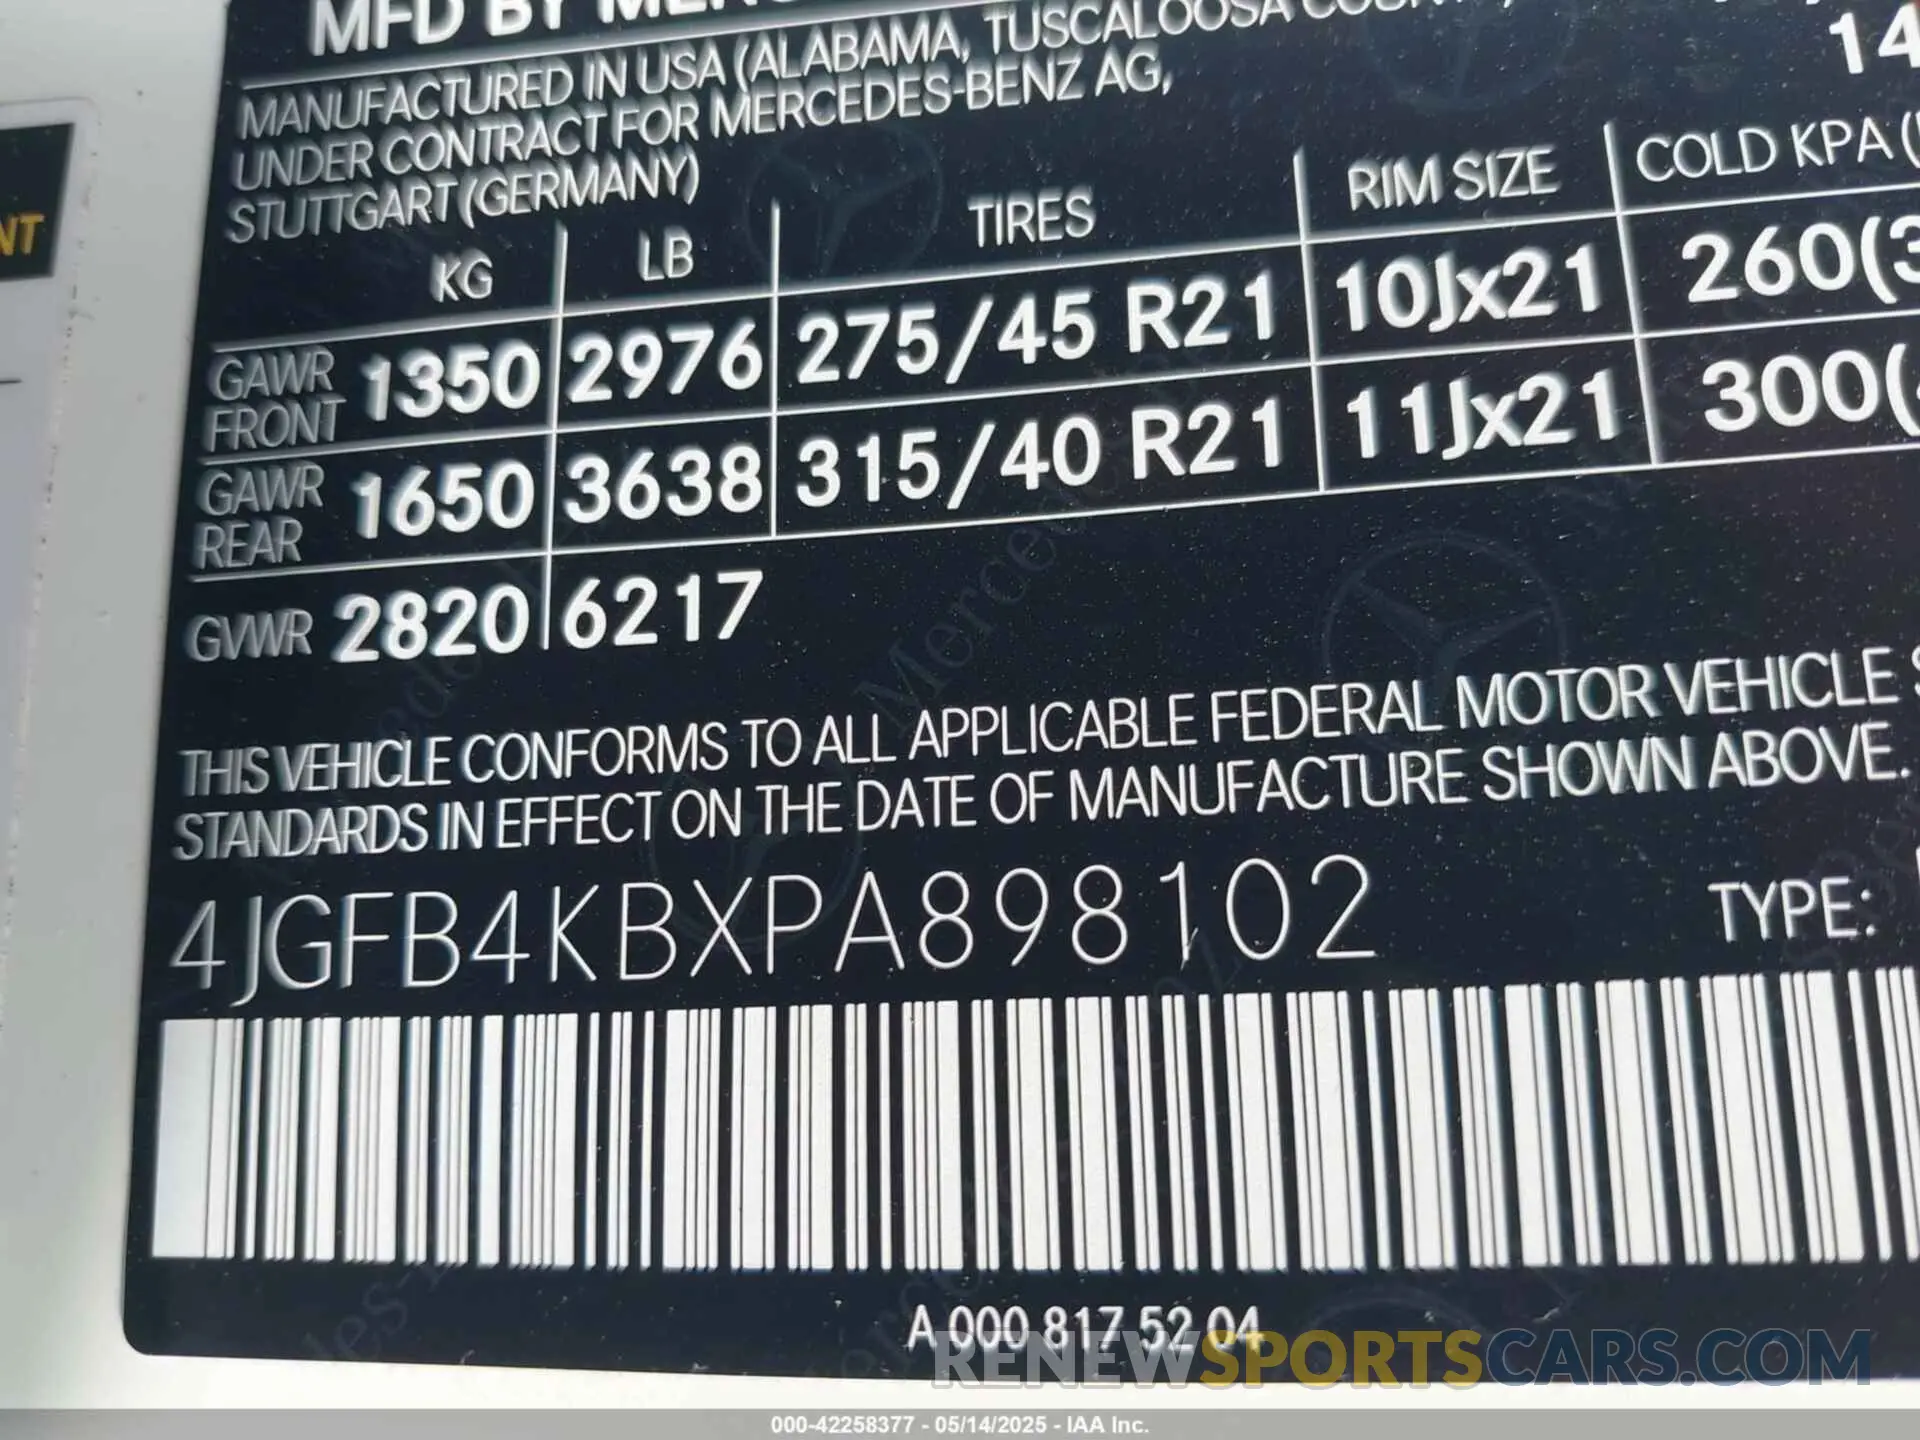 MFD BY
14
MANUFACTURED IN USA (ALABAMA, TUSCALOOSA
UNDER CONTRACT FOR MERCEDES-BENZ AG,
STUTTGART (GERMANY)
KG LB TIRES RIM SIZE COLD KPA (
GAWR FRONT 1350 2976 275/45 R21 10Jx21 260(3
GAWR REAR 1650 3638 315/40 R21 11Jx21 300(
GVWR 2820 6217
NT
THIS VEHICLE CONFORMS TO ALL APPLICABLE FEDERAL MOTOR VEHICLE S
STANDARDS IN EFFECT ON THE DATE OF MANUFACTURE SHOWN ABOVE.
4JGFB4KBXPA898102 TYPE:
A 000 817 52 04
RENEWSPORTSCARS.COM
000-42258377 - 05/14/2025 - IAA Inc.